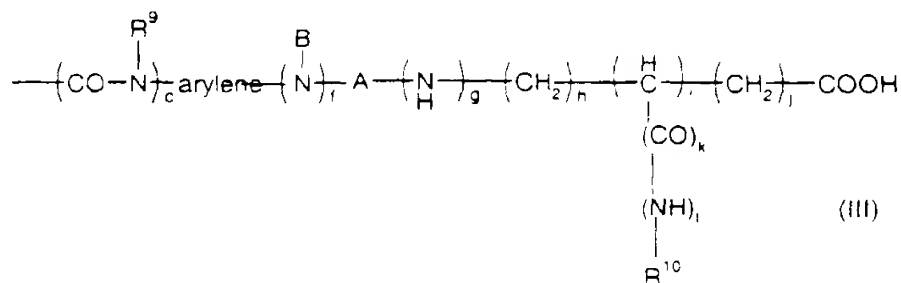 R⁹ B
—(CO—N)c—arylene—(N)f—A—(N)g—(CH₂)h—(C)i—(CH₂)j—COOH
H H
(CO)k
(NH)l (III)
R¹⁰